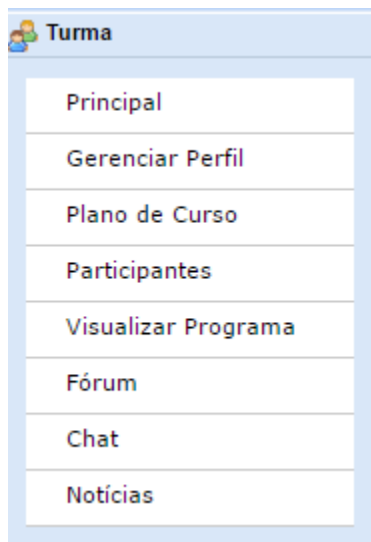 Turma
Principal
Gerenciar Perfil
Plano de Curso
Participantes
Visualizar Programa
Fórum
Chat
Notícias